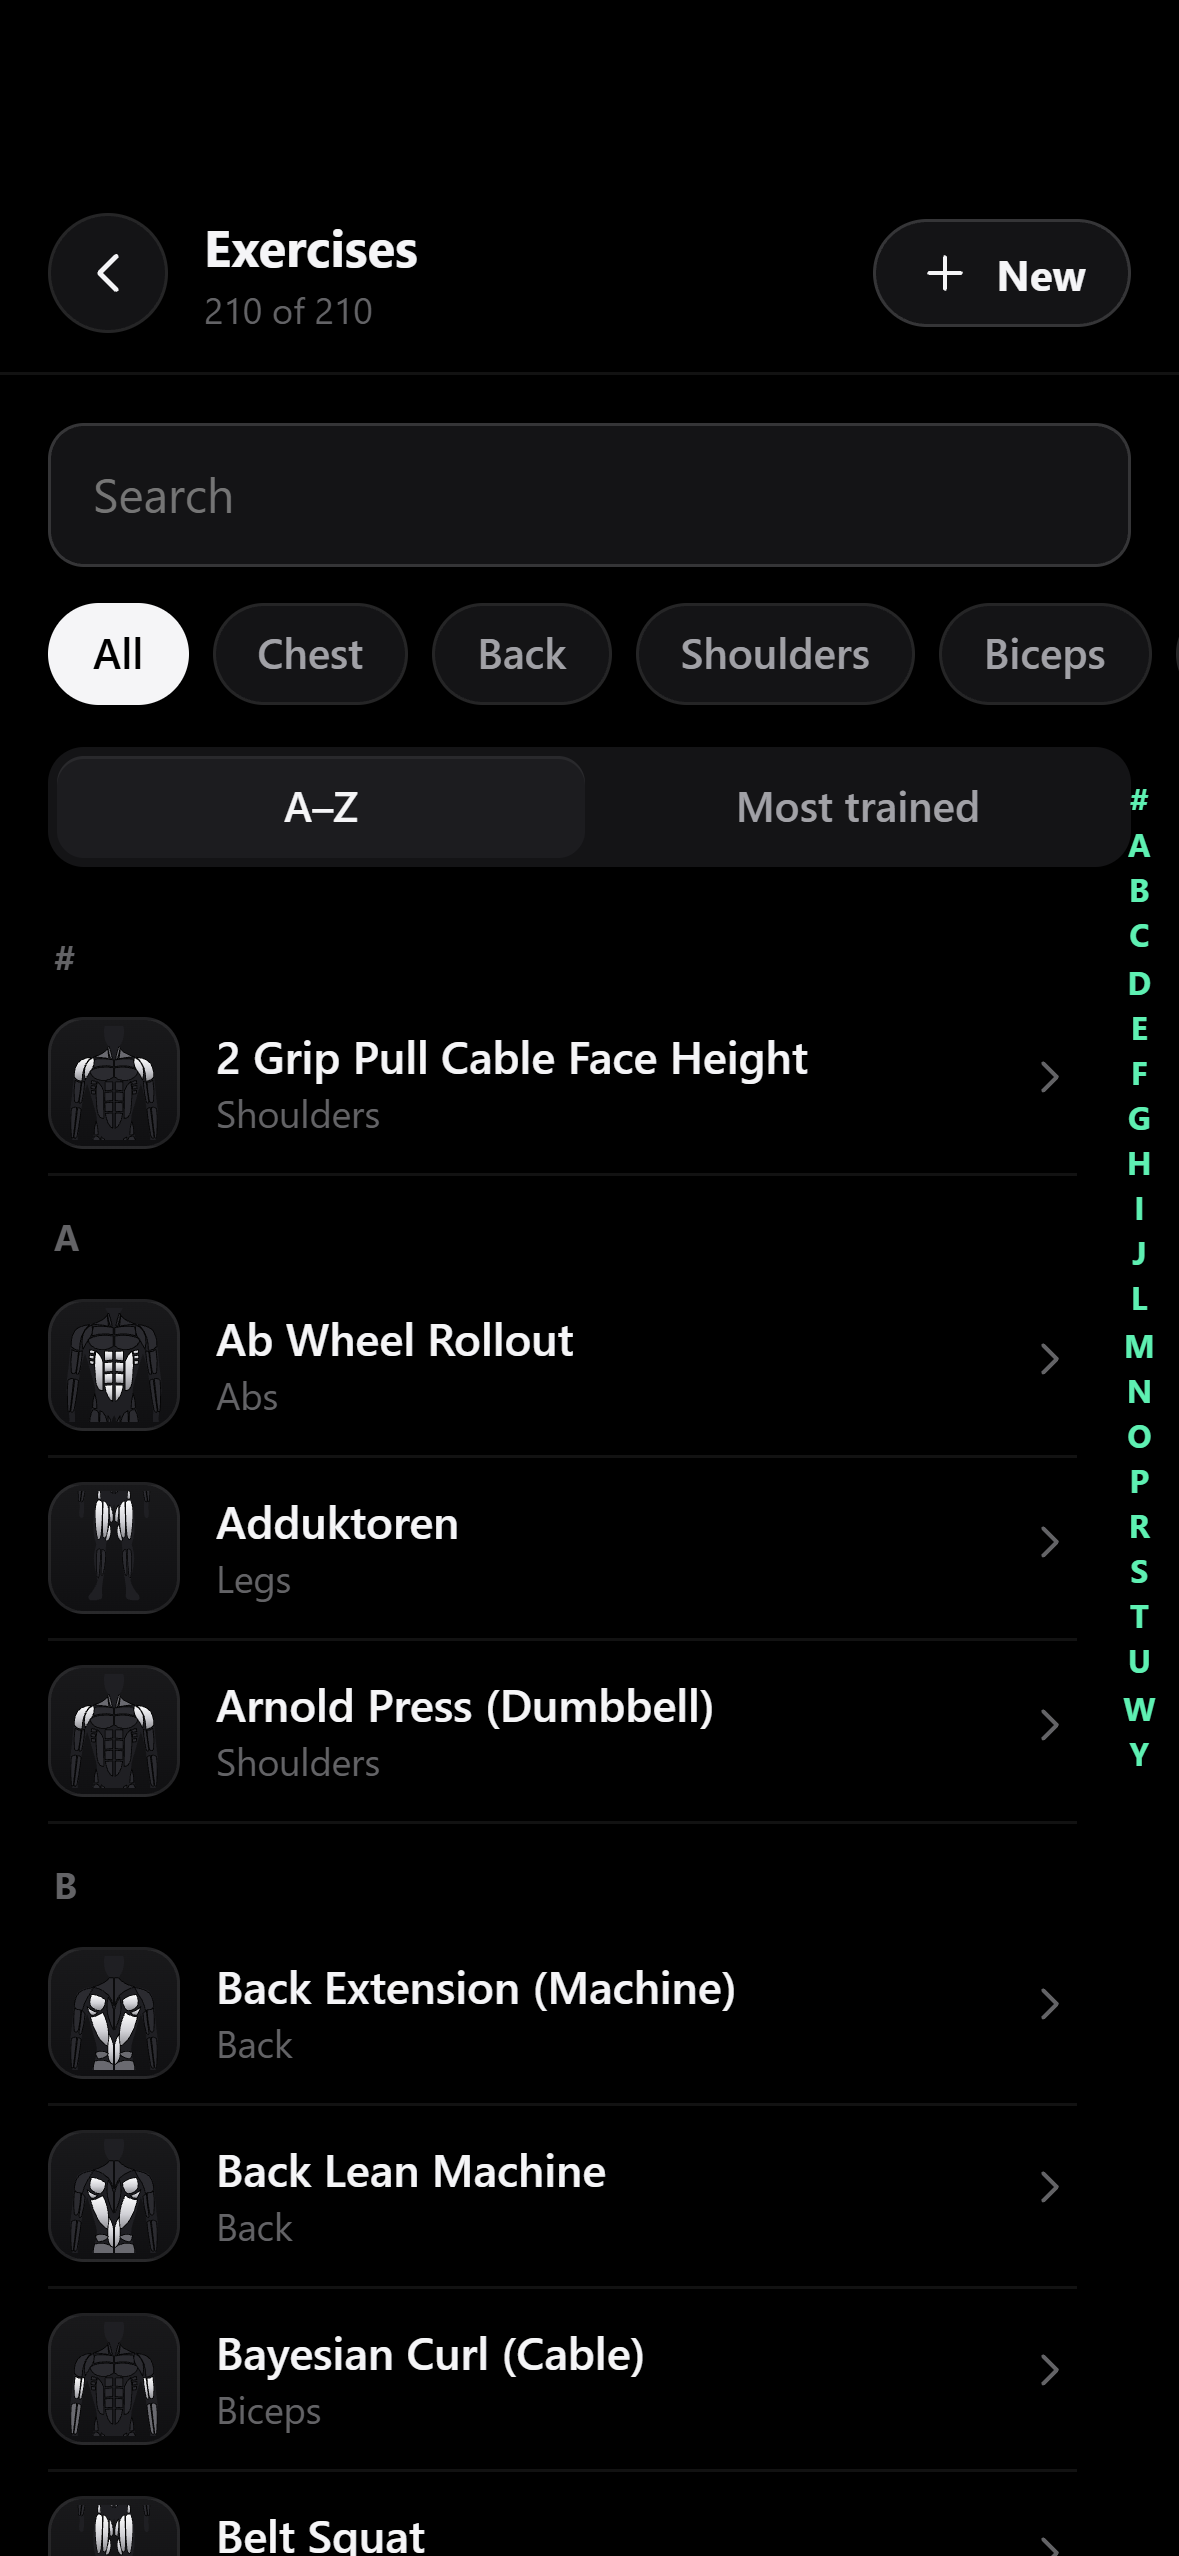 Exercises
210 of 210
New
Search
All
Chest
Back
Shoulders
Biceps
A–Z
Most trained
#
2 Grip Pull Cable Face Height
Shoulders
A
Ab Wheel Rollout
Abs
Adduktoren
Legs
Arnold Press (Dumbbell)
Shoulders
B
Back Extension (Machine)
Back
Back Lean Machine
Back
Bayesian Curl (Cable)
Biceps
Belt Squat
#
A
B
C
D
E
F
G
H
I
J
L
M
N
O
P
R
S
T
U
W
Y